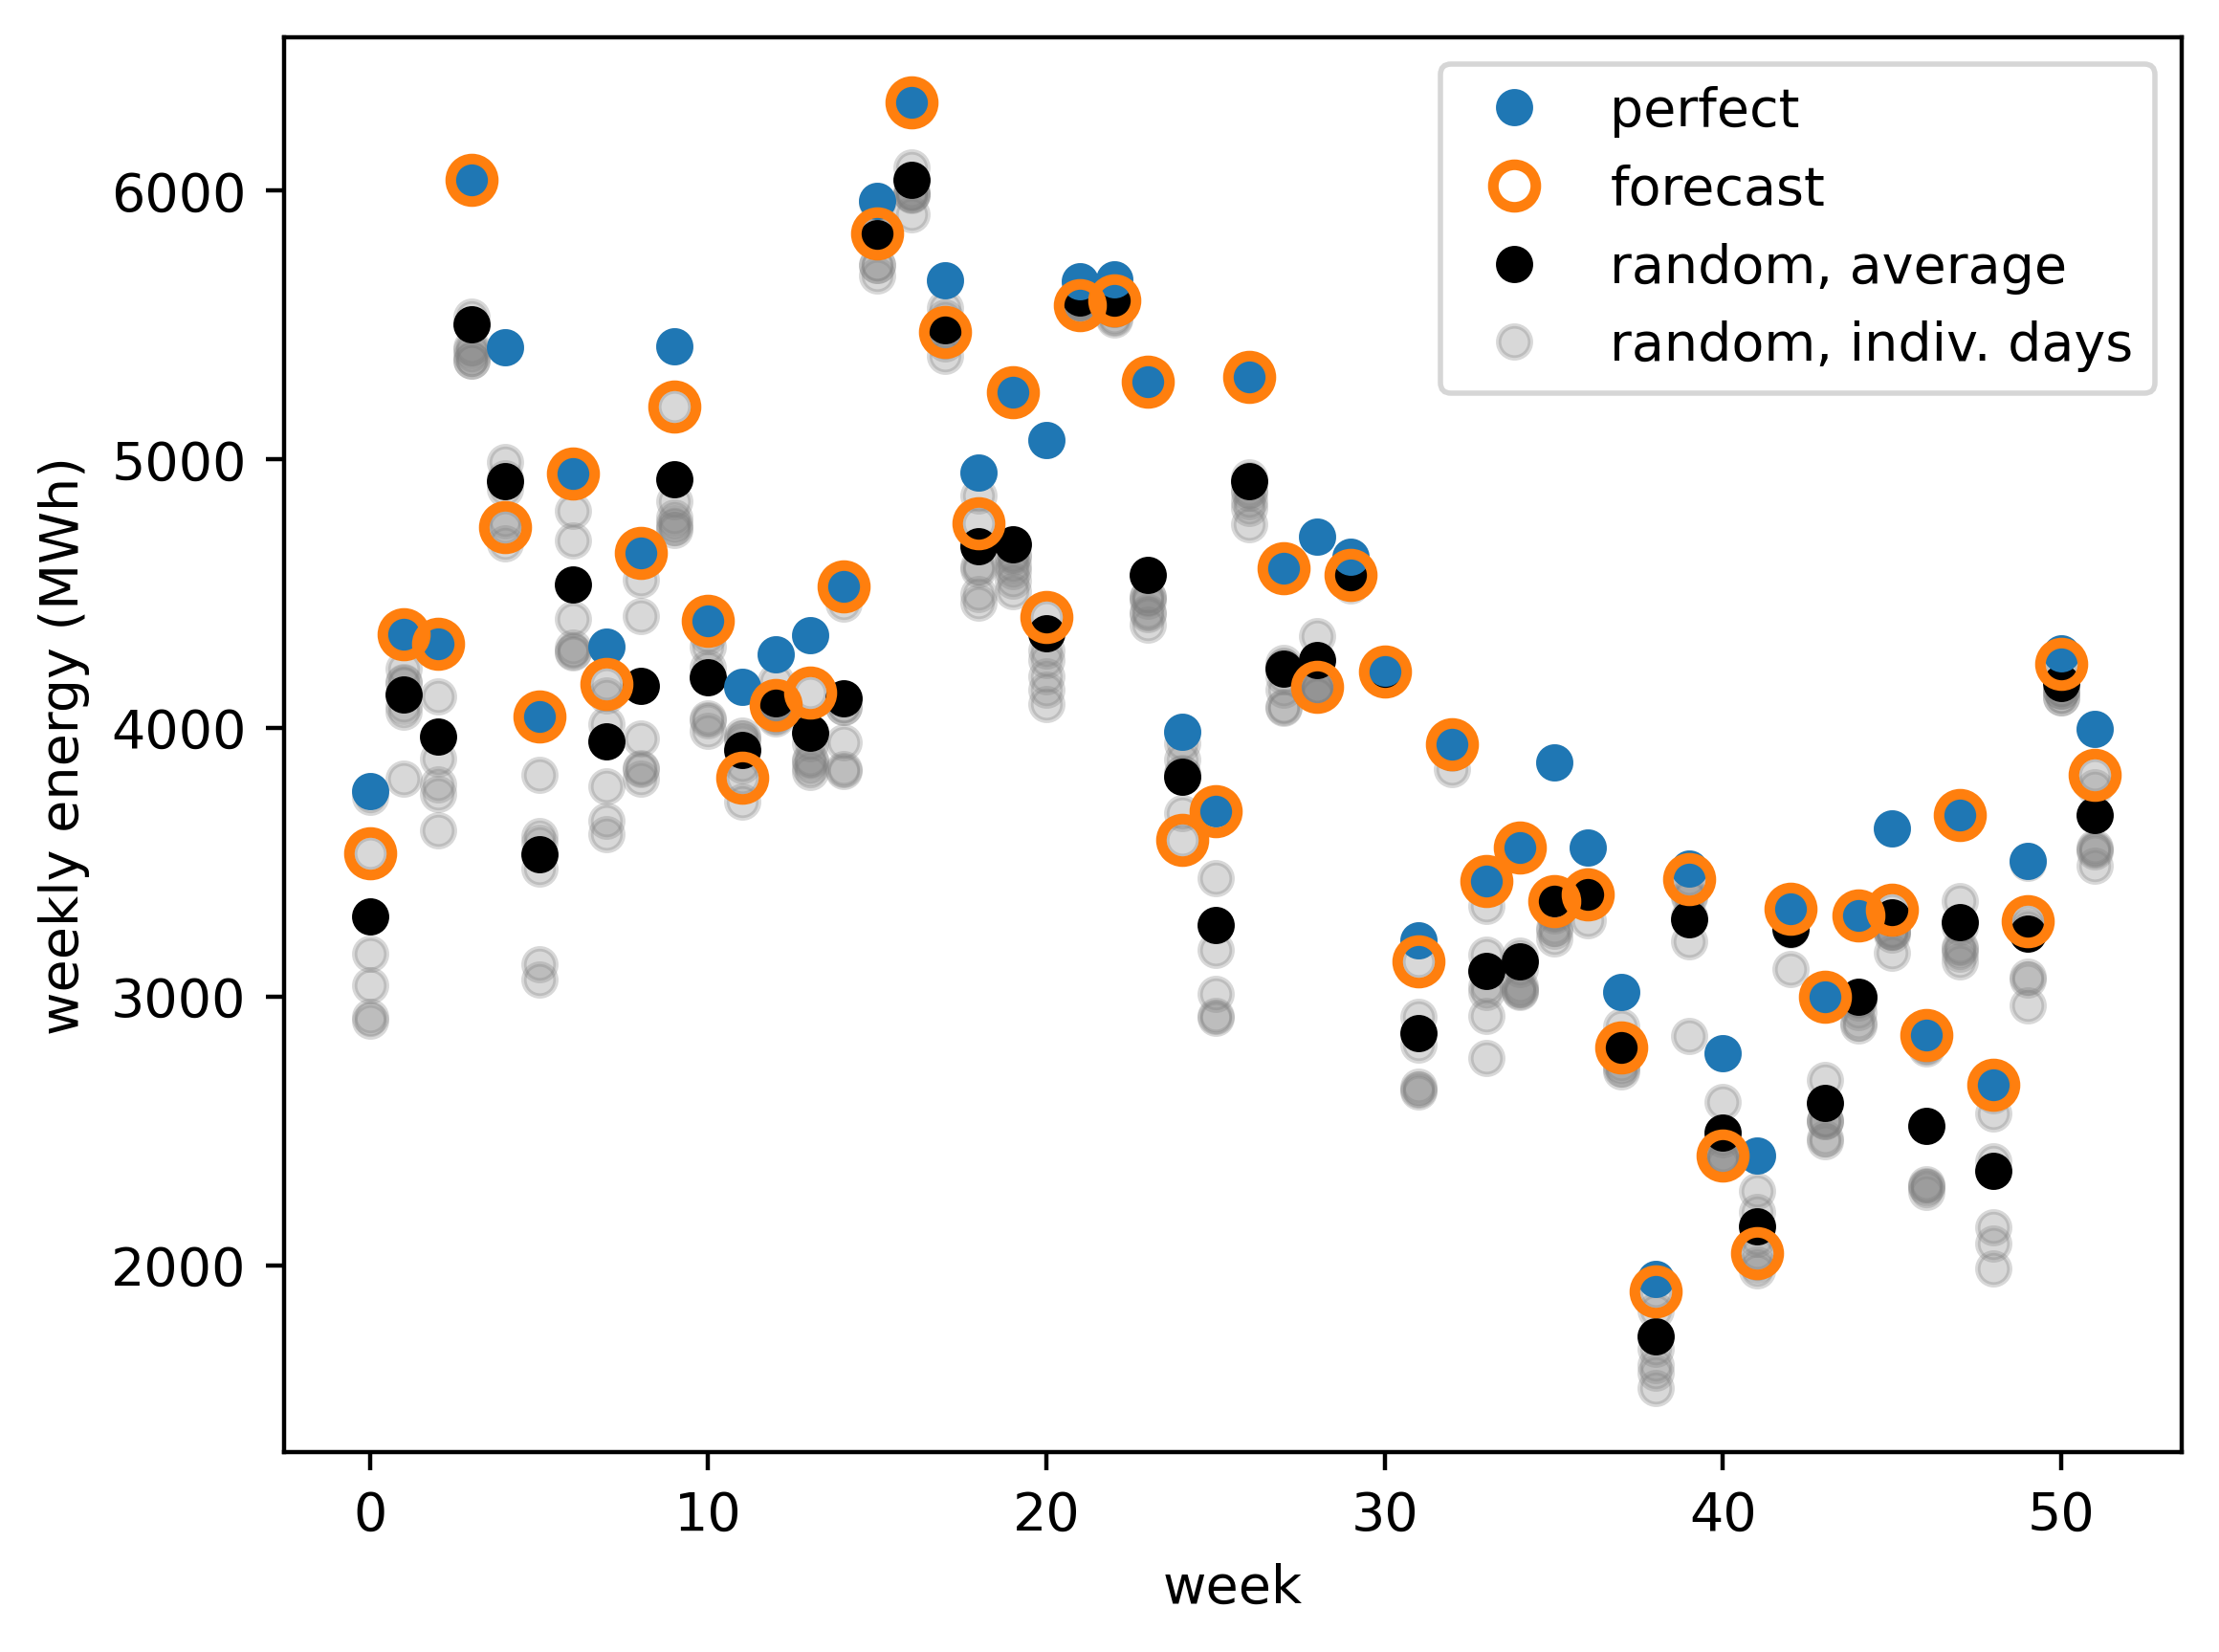 perfect
forecast
random, average
random, indiv. days
weekly energy (MWh)
6000
5000
4000
3000
2000
0 10 20 30 40 50
week